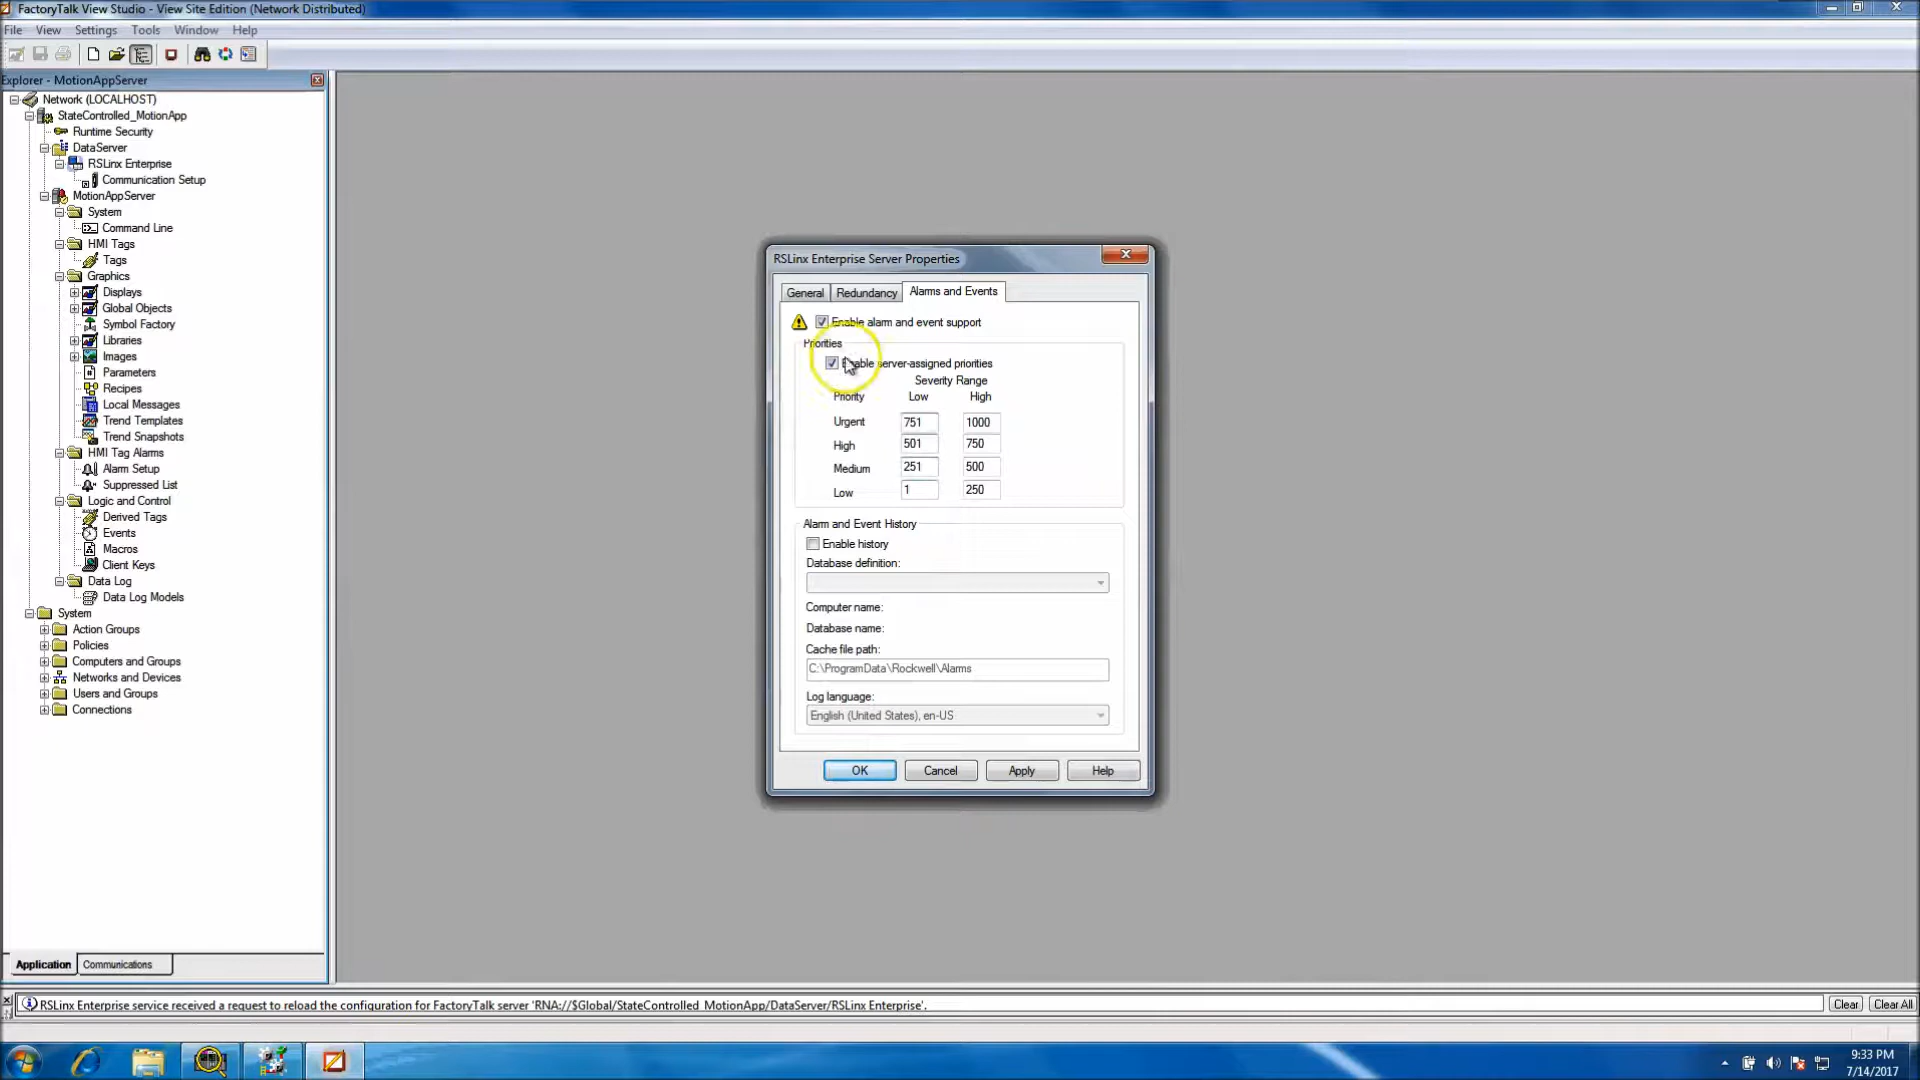 FactoryTalk View Studio - View Site Edition (Network Distributed)
File View Settings Tools Window Help
Explorer - MotionAppServer
Network (LOCALHOST)
StateControlled_MotionApp
Runtime Security
DataServer
RSLinx Enterprise
Communication Setup
MotionAppServer
System
Command Line
HMI Tags
Tags
Graphics
Displays
Global Objects
Symbol Factory
Libraries
Images
Parameters
Recipes
Local Messages
Trend Templates
Trend Snapshots
HMI Tag Alarms
Alarm Setup
Suppressed List
Logic and Control
Derived Tags
Events
Macros
Client Keys
Data Log
Data Log Models
System
Action Groups
Policies
Computers and Groups
Networks and Devices
Users and Groups
Connections
Application Communications
RSLinx Enterprise Server Properties
General Redundancy Alarms and Events
Enable alarm and event support
Priorities
Enable server-assigned priorities
Severity Range
Priority Low High
Urgent 751 1000
High 501 750
Medium 251 500
Low 1 250
Alarm and Event History
Enable history
Database definition:
Computer name:
Database name:
Cache file path:
C:\ProgramData\Rockwell\Alarms
Log language:
English (United States), en-US
OK Cancel Apply Help
RSLinx Enterprise service received a request to reload the configuration for FactoryTalk server 'RNA://$Global/StateControlled_MotionApp/DataServer/RSLinx Enterprise'.
Clear Clear All
9:33 PM
7/14/2017